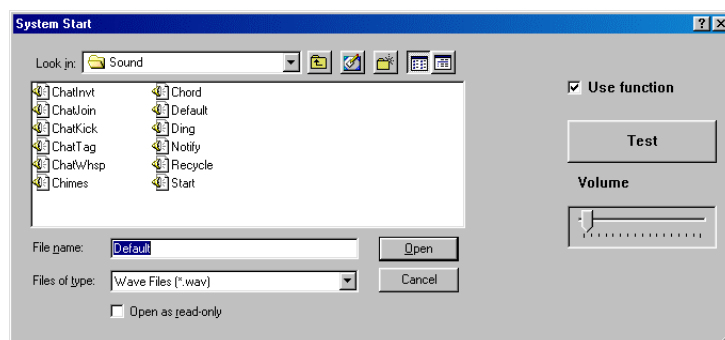 System Start
Look in: Sound
Use function
ChatInvt Chord
ChatJoin Default
ChatKick Ding
ChatTag Notify
ChatWhsp Recycle
Chimes Start
Test
Volume
File name: Default Open
Files of type: Wave Files (*.wav) Cancel
Open as read-only